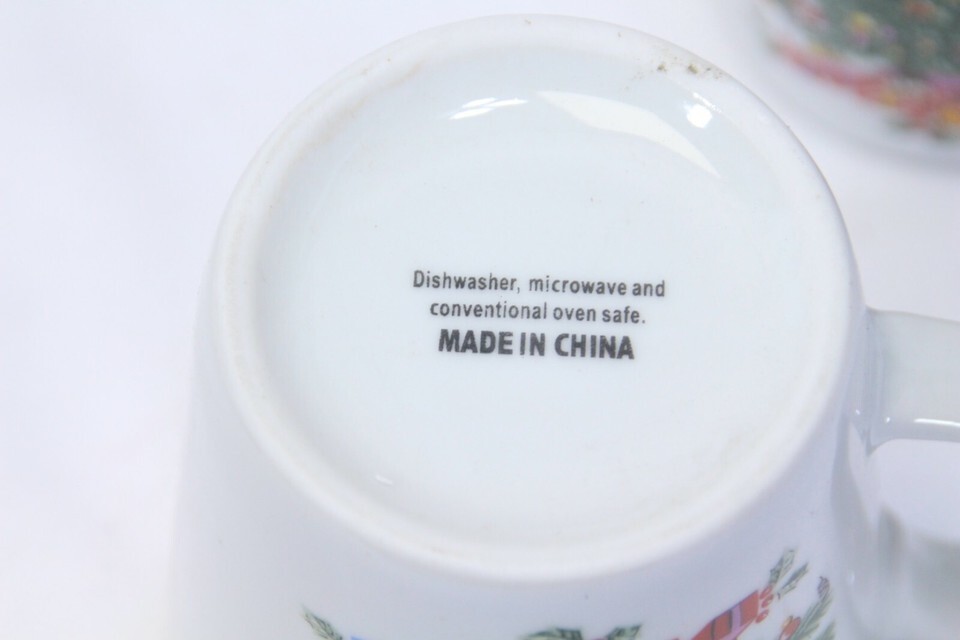 Dishwasher, microwave and
conventional oven safe.
MADE IN CHINA